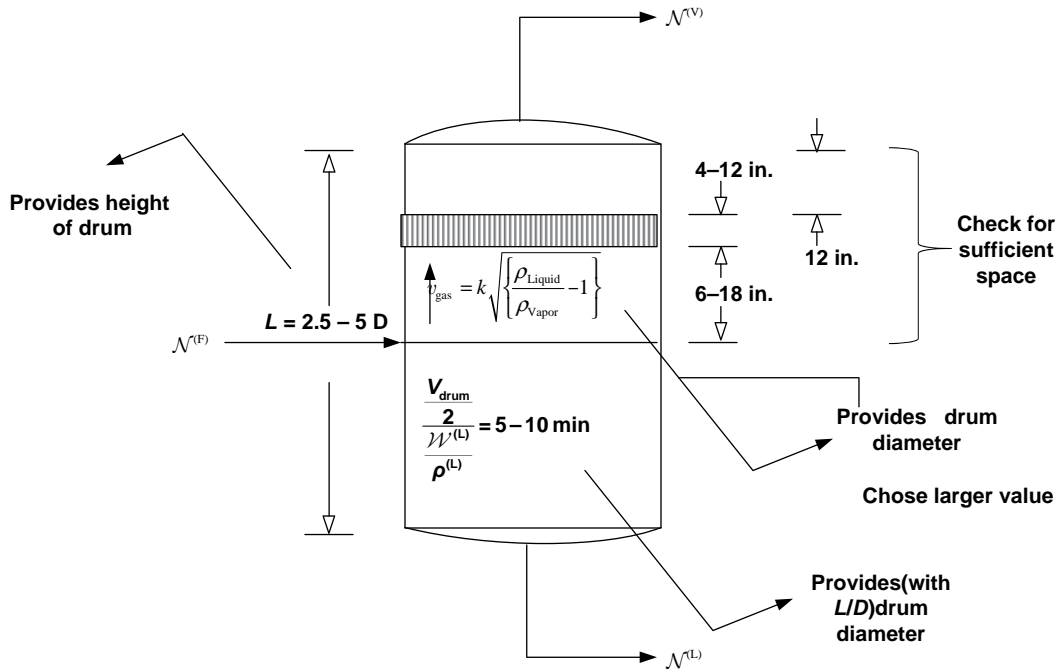 𝒩(V)
4–12 in.
Provides height
of drum
12 in.
Check for
sufficient
space
v_gas = k√{ρ_Liquid/ρ_Vapor −1}
6–18 in.
L = 2.5 – 5 D
𝒩(F)
V_drum
2
𝒲(L)
ρ(L)
= 5 – 10 min
Provides drum
diameter
Chose larger value
Provides(with
L/D)drum
diameter
𝒩(L)